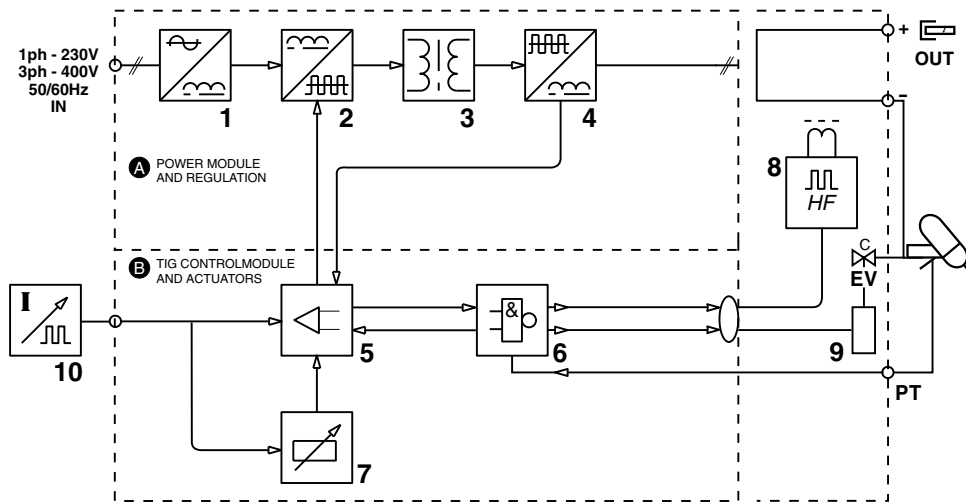 1ph - 230V
3ph - 400V
50/60Hz
IN
1
2
3
4
+
OUT
-
A POWER MODULE
AND REGULATION
8
HF
B TIG CONTROLMODULE
AND ACTUATORS
C
EV
I
10
5
&
6
9
PT
7